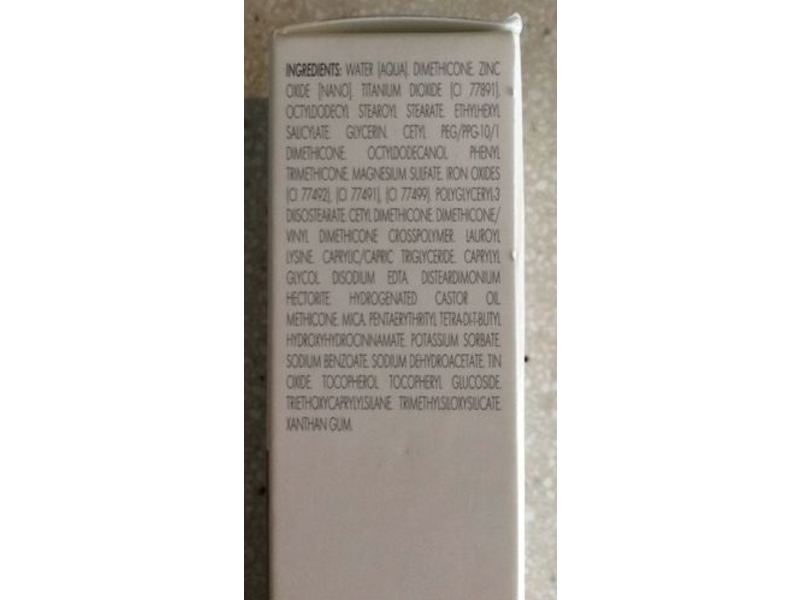 INGREDIENTS: WATER [AQUA]. DIMETHICONE. ZINC
OXIDE [NANO]. TITANIUM DIOXIDE [CI 77891].
OCTYLDODECYL STEAROYL STEARATE. ETHYLHEXYL
SALICYLATE. GLYCERIN. CETYL PEG/PPG-10/1
DIMETHICONE. OCTYLDODECANOL. PHENYL
TRIMETHICONE. MAGNESIUM SULFATE. IRON OXIDES
[CI 77492], [CI 77491], [CI 77499]. POLYGLYCERYL-3
DIISOSTEARATE. CETYL DIMETHICONE. DIMETHICONE/
VINYL DIMETHICONE CROSSPOLYMER. LAUROYL
LYSINE. CAPRYLIC/CAPRIC TRIGLYCERIDE. CAPRYLYL
GLYCOL. DISODIUM EDTA. DISTEARDIMONIUM
HECTORITE. HYDROGENATED CASTOR OIL.
METHICONE. MICA. PENTAERYTHRITYL TETRA-DI-T-BUTYL
HYDROXYHYDROCINNAMATE. POTASSIUM SORBATE.
SODIUM BENZOATE. SODIUM DEHYDROACETATE. TIN
OXIDE. TOCOPHEROL. TOCOPHERYL GLUCOSIDE.
TRIETHOXYCAPRYLYLSILANE. TRIMETHYLSILOXYSILICATE.
XANTHAN GUM.